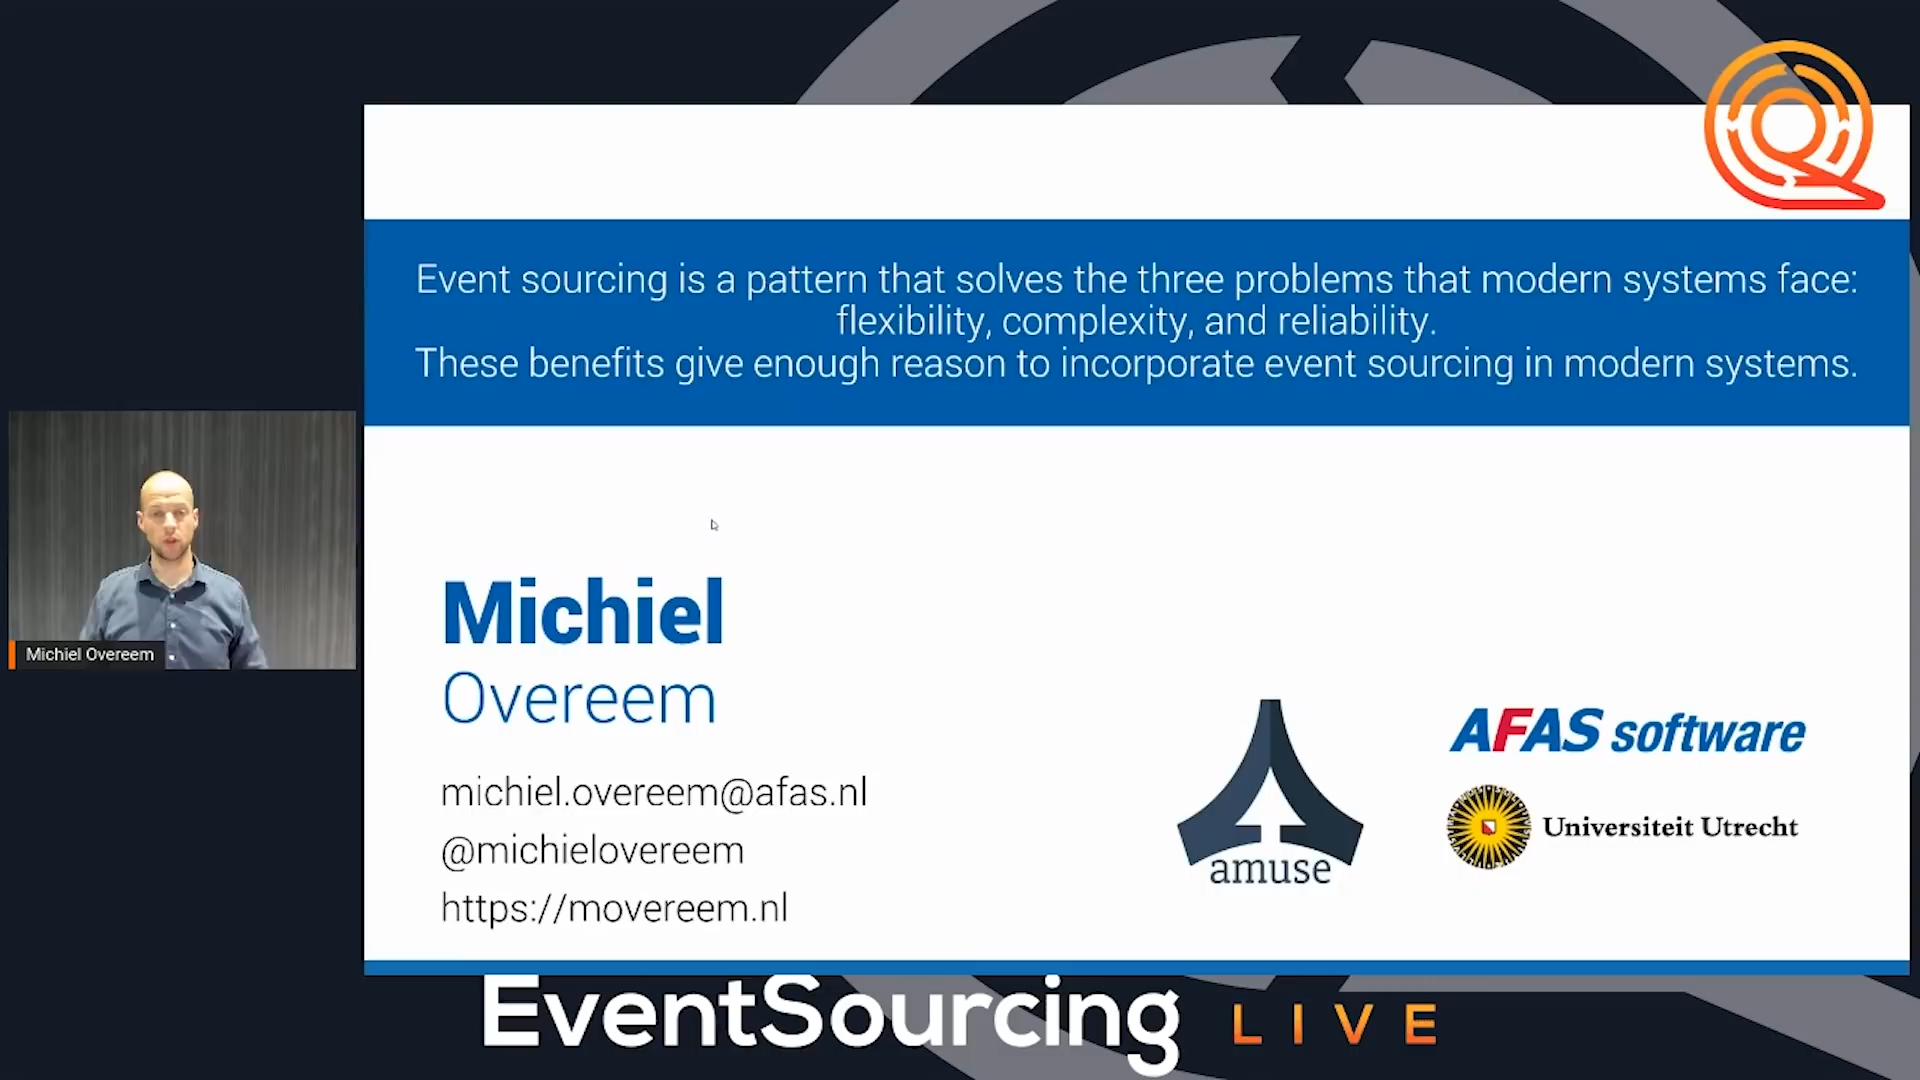 Event sourcing is a pattern that solves the three problems that modern systems face:
flexibility, complexity, and reliability.
These benefits give enough reason to incorporate event sourcing in modern systems.
Michiel Overeem
Michiel
Overeem
michiel.overeem@afas.nl
@michielovereem
https://movereem.nl
amuse
AFAS software
Universiteit Utrecht
EventSourcing LIVE